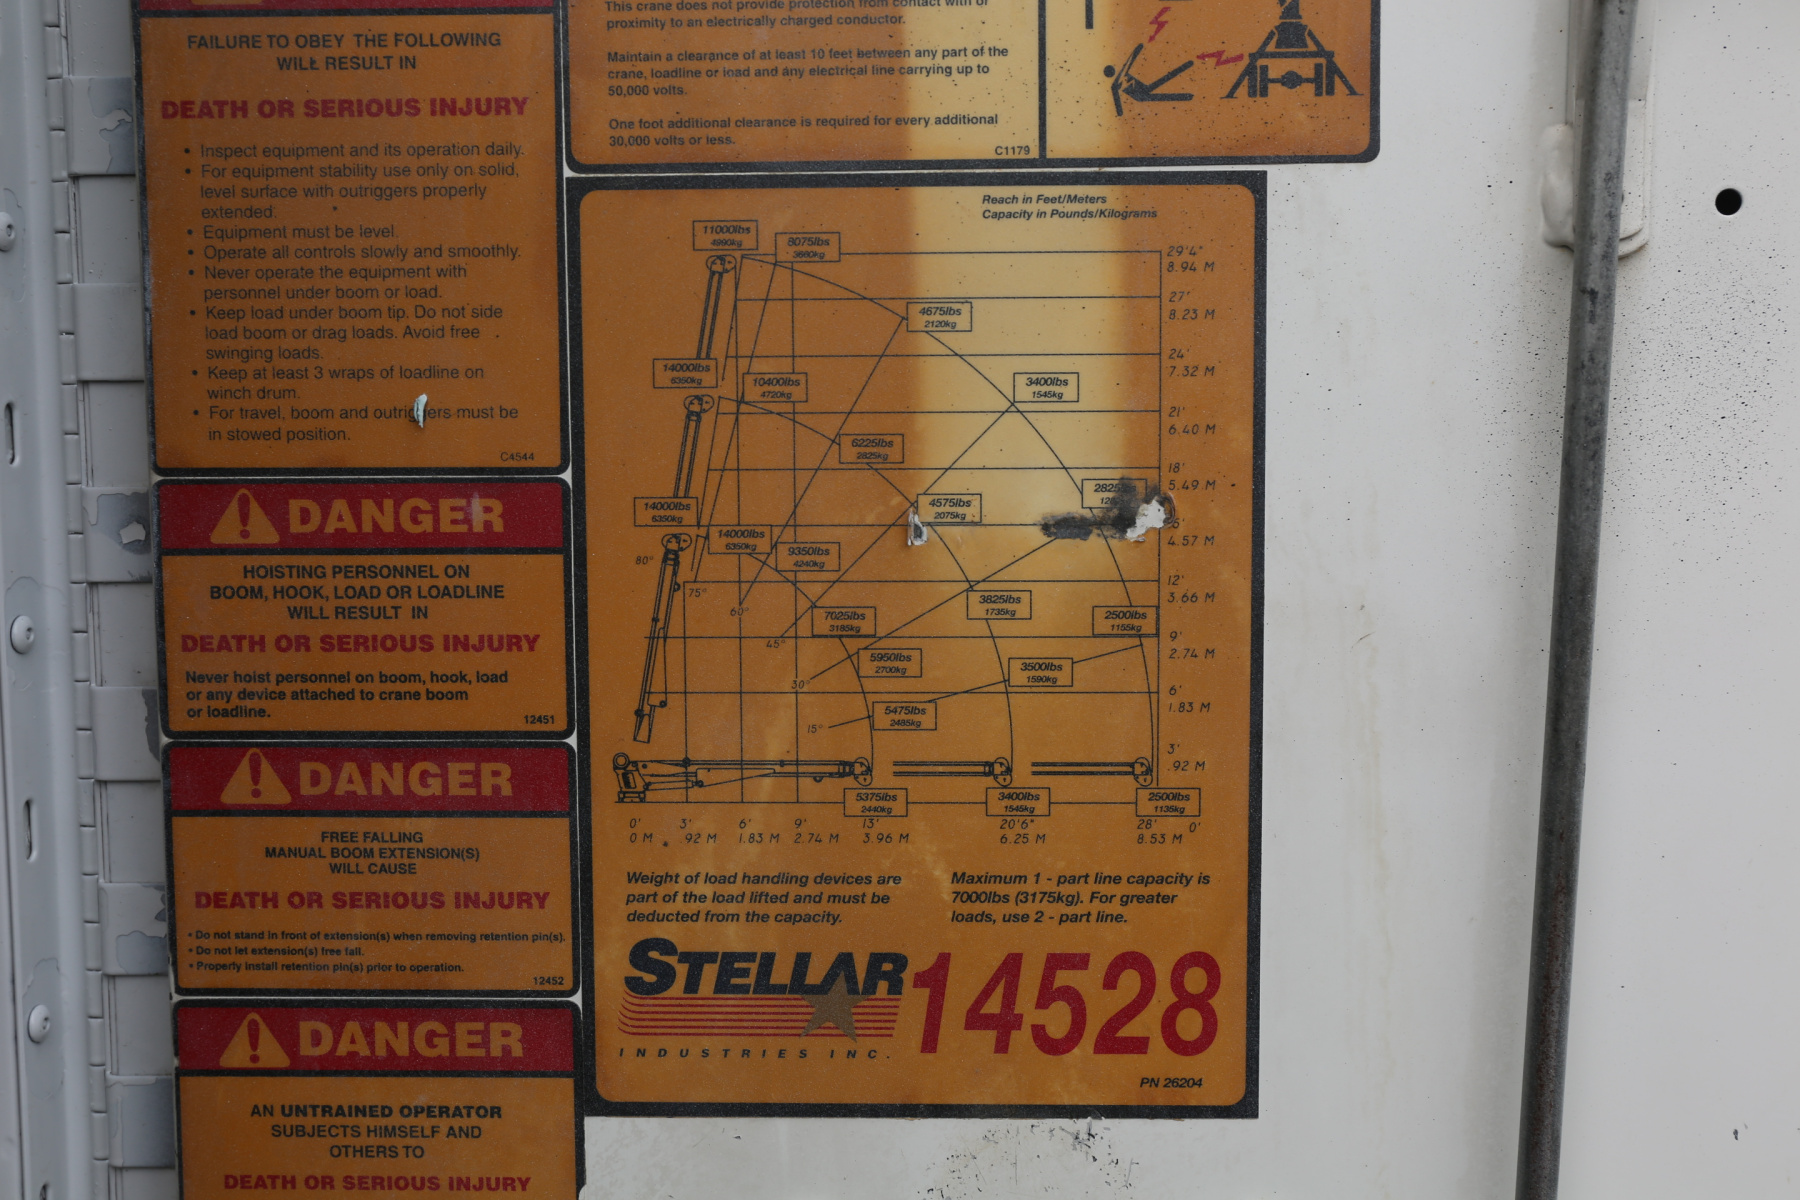 FAILURE TO OBEY THE FOLLOWING
WILL RESULT IN
DEATH OR SERIOUS INJURY
• Inspect equipment and its operation daily.
• For equipment stability use only on solid,
level surface with outriggers properly
extended.
• Equipment must be level.
• Operate all controls slowly and smoothly.
• Never operate the equipment with
personnel under boom or load.
• Keep load under boom tip. Do not side
load boom or drag loads. Avoid free
swinging loads.
• Keep at least 3 wraps of loadline on
winch drum.
• For travel, boom and outriggers must be
in stowed position.
C4544
DANGER
HOISTING PERSONNEL ON
BOOM, HOOK, LOAD OR LOADLINE
WILL RESULT IN
DEATH OR SERIOUS INJURY
Never hoist personnel on boom, hook, load
or any device attached to crane boom
or loadline.
12451
DANGER
FREE FALLING
MANUAL BOOM EXTENSION(S)
WILL CAUSE
DEATH OR SERIOUS INJURY
• Do not stand in front of extension(s) when removing retention pin(s).
• Do not let extension(s) free fall.
• Properly install retention pin(s) prior to operation.
12452
DANGER
AN UNTRAINED OPERATOR
SUBJECTS HIMSELF AND
OTHERS TO
DEATH OR SERIOUS INJURY
This crane does not provide protection from contact with or
proximity to an electrically charged conductor.
Maintain a clearance of at least 10 feet between any part of the
crane, loadline or load and any electrical line carrying up to
50,000 volts.
One foot additional clearance is required for every additional
30,000 volts or less.
C1179
Reach in Feet/Meters
Capacity in Pounds/Kilograms
11000lbs
4990kg
8075lbs
3660kg
29'4"
8.94 M
27'
8.23 M
4675lbs
2120kg
24'
7.32 M
14000lbs
6350kg
10400lbs
4720kg
3400lbs
1545kg
21'
6.40 M
6225lbs
2825kg
18'
5.49 M
14000lbs
6350kg
4575lbs
2075kg
2825
4.57 M
14000lbs
6350kg
9350lbs
4240kg
80°
75°
60°
45°
30°
15°
12'
3.66 M
7025lbs
3185kg
3825lbs
1735kg
2500lbs
1155kg
9'
2.74 M
5950lbs
2700kg
3500lbs
1590kg
6'
1.83 M
5475lbs
2485kg
3'
.92 M
5375lbs
2440kg
3400lbs
1545kg
2500lbs
1135kg
0' 3' 6' 9' 13' 20'6" 28' 0'
0 M .92 M 1.83 M 2.74 M 3.96 M 6.25 M 8.53 M
Weight of load handling devices are
part of the load lifted and must be
deducted from the capacity.
Maximum 1 - part line capacity is
7000lbs (3175kg). For greater
loads, use 2 - part line.
STELLAR 14528
INDUSTRIES INC.
PN 26204